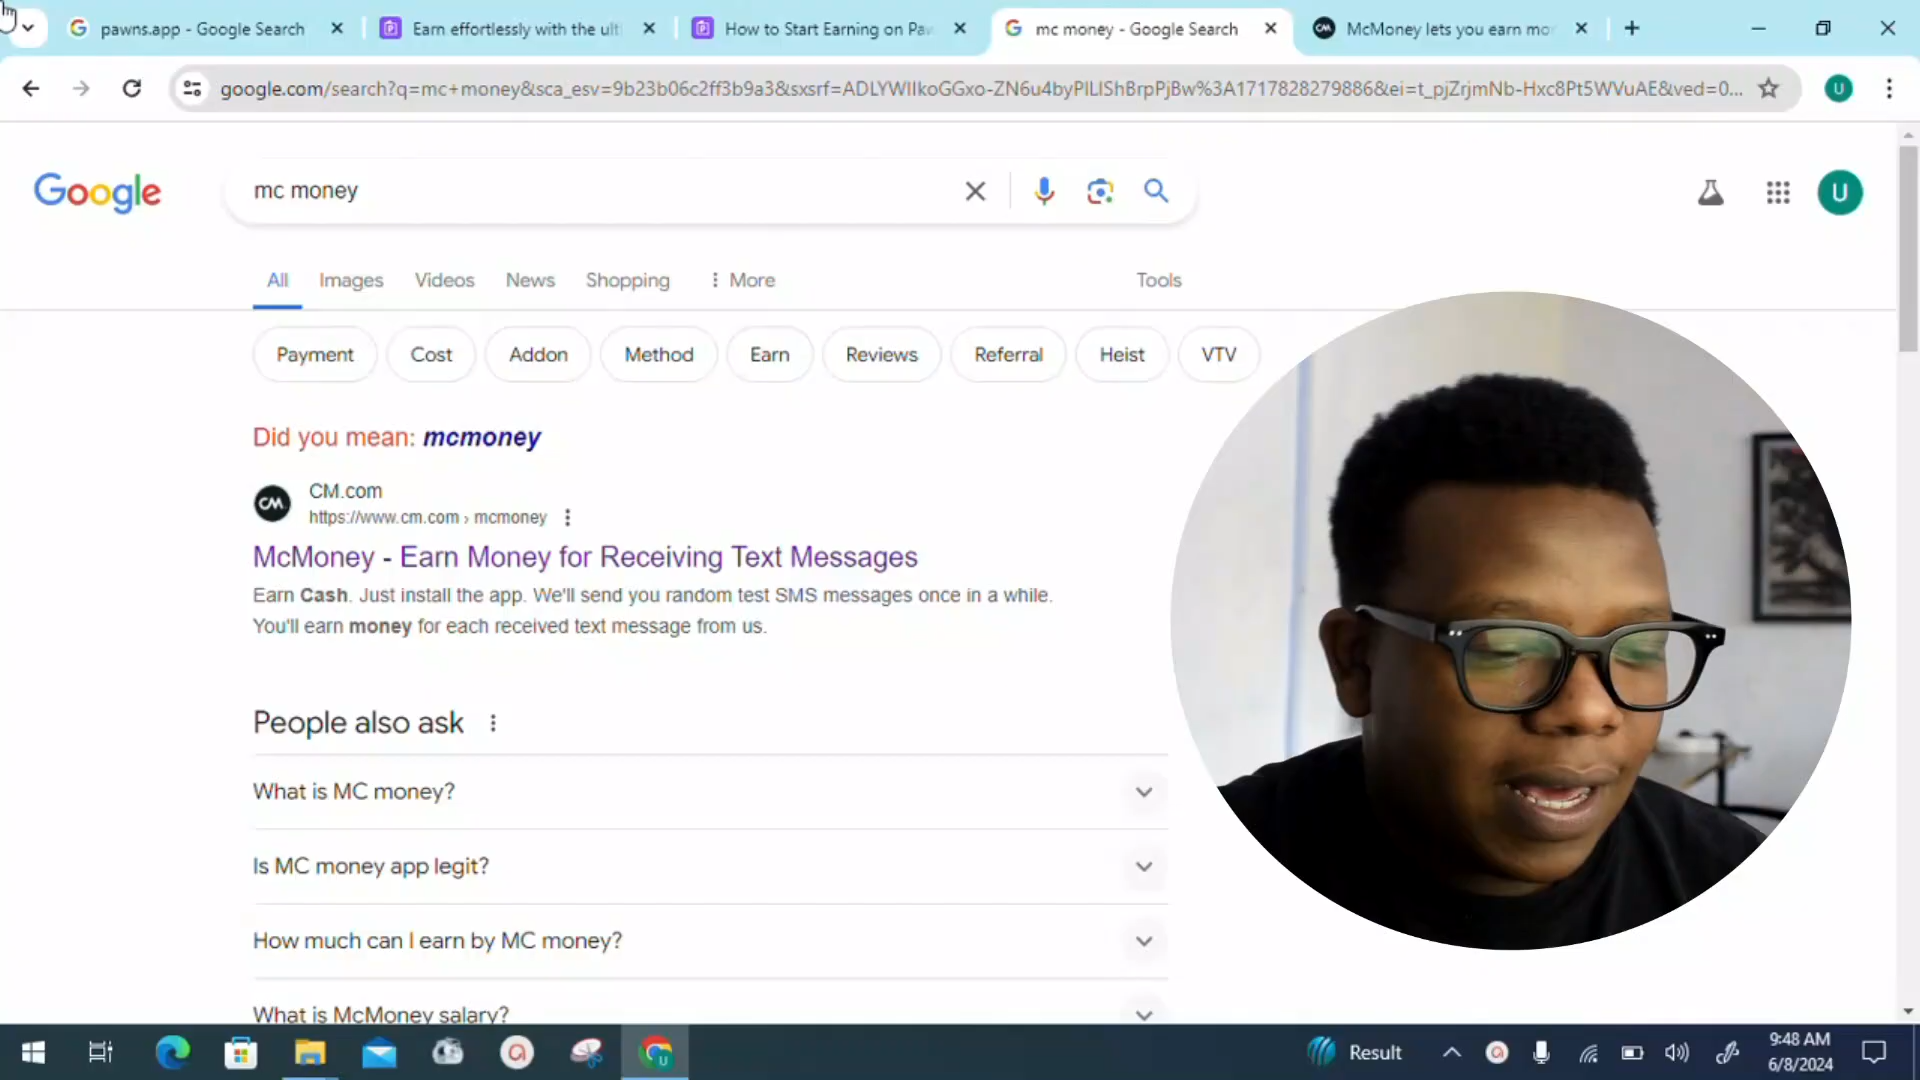 pawns.app - Google Search
Earn effortlessly with the ult
How to Start Earning on Paw
mc money - Google Search
McMoney lets you earn mo
google.com/search?q=mc+money&sca_esv=9b23b06c2ff3b9a3&sxsrf=ADLYWIIkoGGxo-ZN6u4byPlLlShBrpPjBw%3A1717828279886&ei=t_pjZrjmNb-Hxc8Pt5WVuAE&ved=0...
U
Google
mc money
U
All
Images
Videos
News
Shopping
More
Tools
Payment
Cost
Addon
Method
Earn
Reviews
Referral
Heist
VTV
Did you mean: mcmoney
CM
CM.com
https://www.cm.com › mcmoney
McMoney - Earn Money for Receiving Text Messages
Earn Cash. Just install the app. We'll send you random test SMS messages once in a while.
You'll earn money for each received text message from us.
People also ask
What is MC money?
Is MC money app legit?
How much can I earn by MC money?
What is McMoney salary?
Result
9:48 AM
6/8/2024